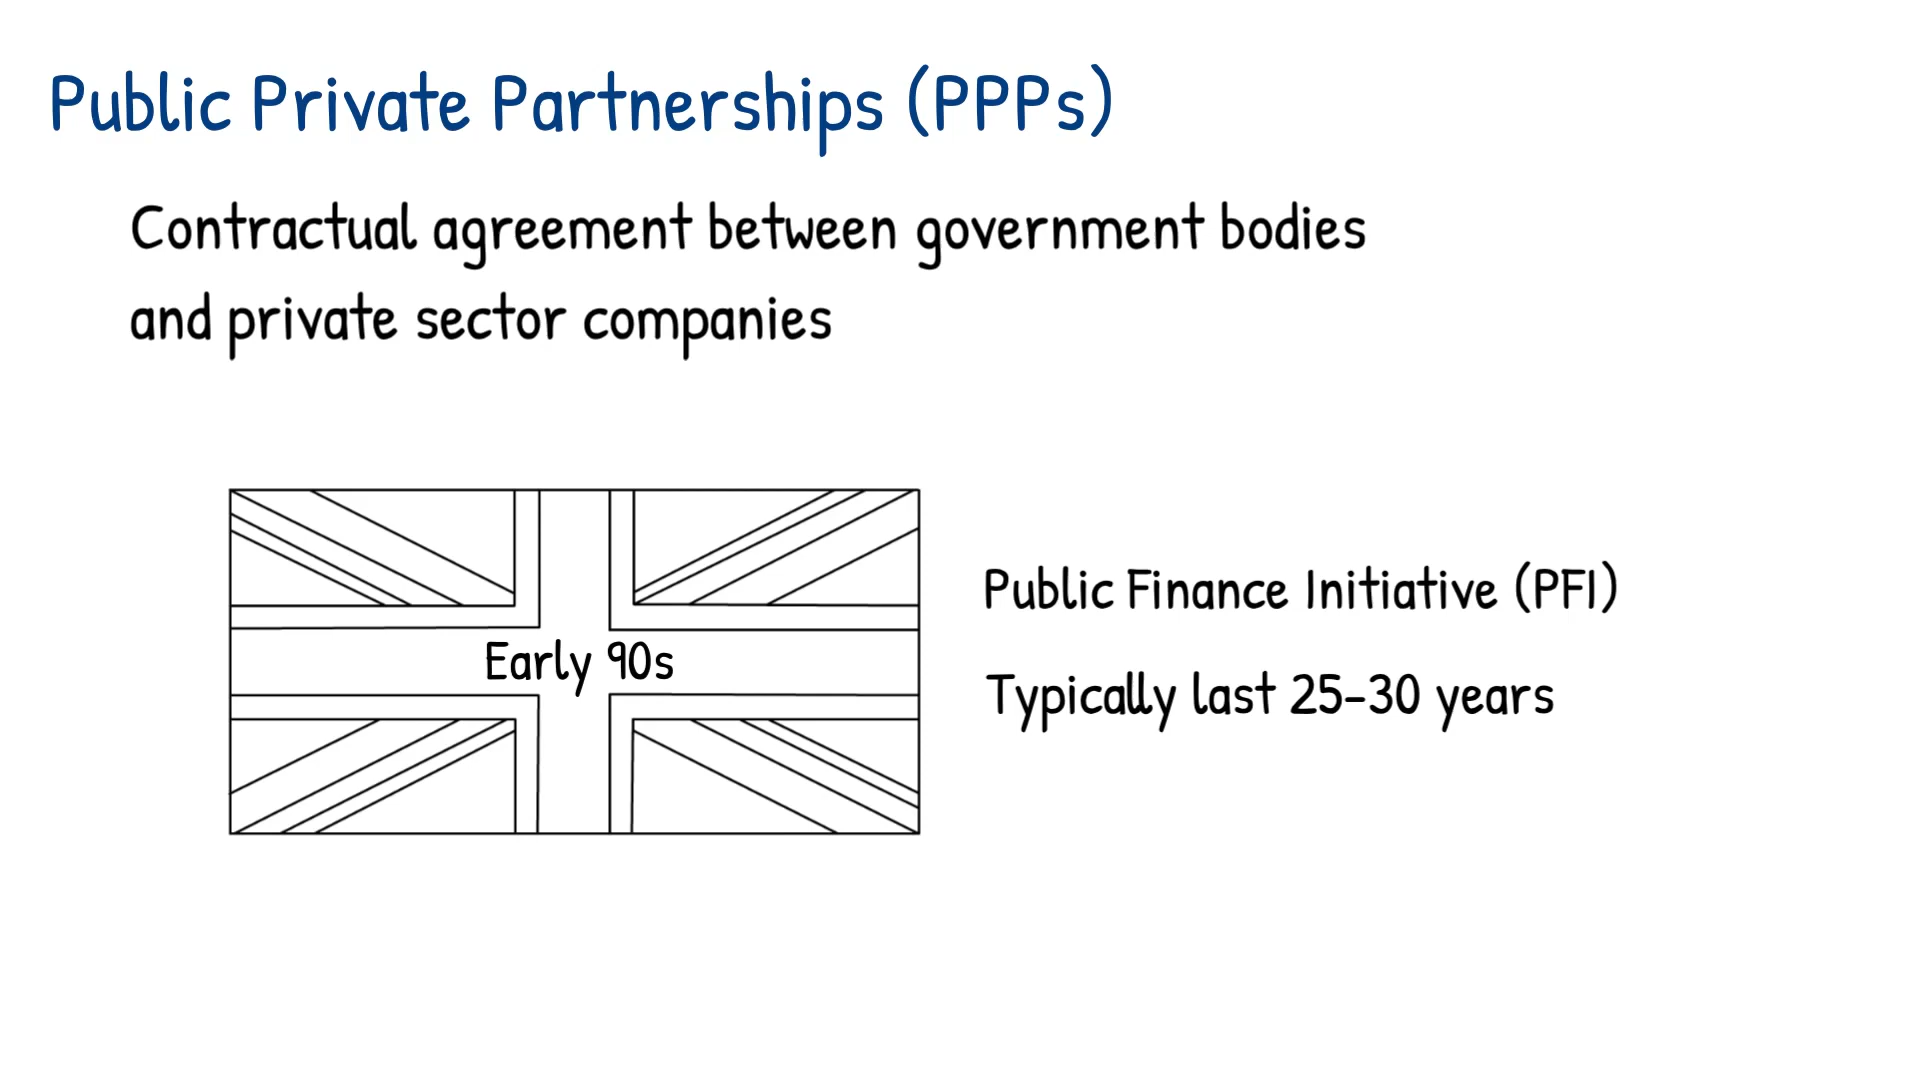 Public Private Partnerships (PPPs)
Contractual agreement between government bodies
and private sector companies
Early 90s
Public Finance Initiative (PFI)
Typically last 25-30 years